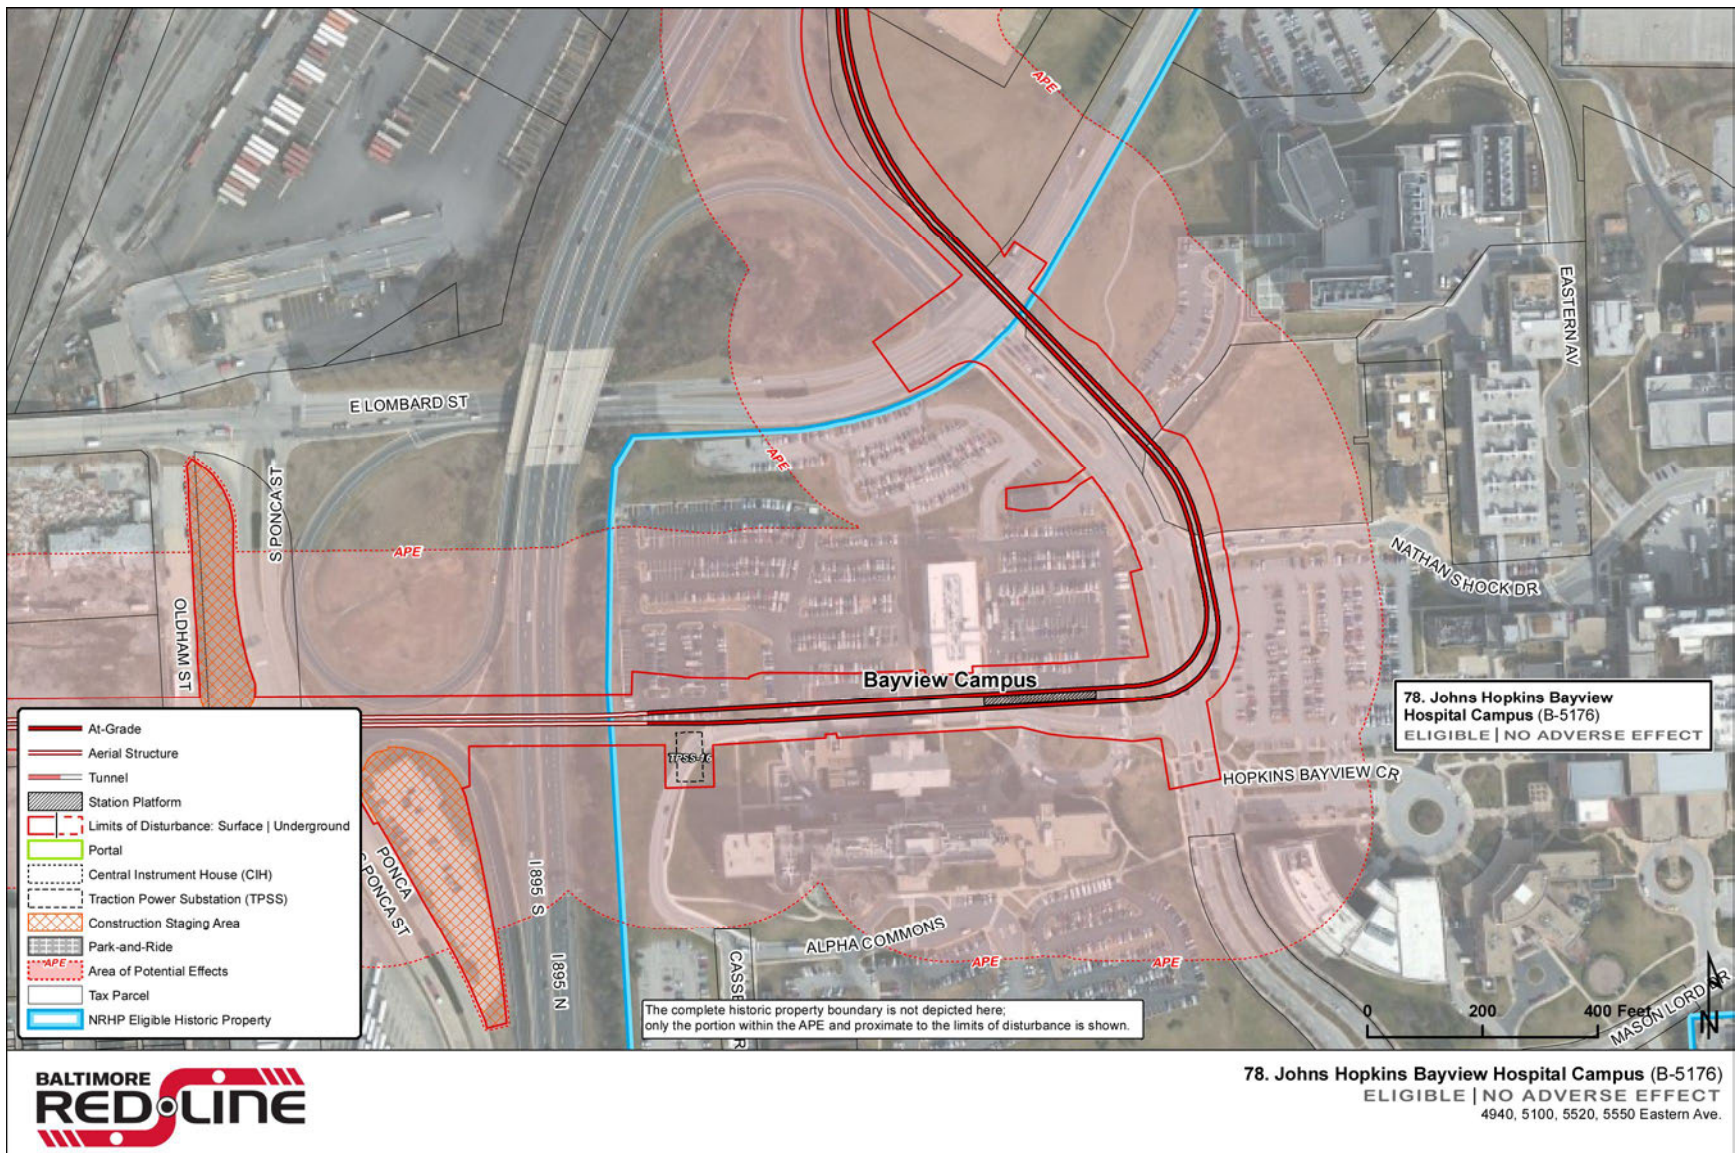 APE
EASTERN AV
E LOMBARD ST
S PONCA ST
APE
APE
OLDHAM ST
NATHAN SHOCK DR
Bayview Campus
78. Johns Hopkins Bayview
Hospital Campus (B-5176)
ELIGIBLE | NO ADVERSE EFFECT
TPSS-16
HOPKINS BAYVIEW CR
At-Grade
Aerial Structure
Tunnel
Station Platform
Limits of Disturbance: Surface | Underground
Portal
Central Instrument House (CIH)
Traction Power Substation (TPSS)
Construction Staging Area
Park-and-Ride
APE
Area of Potential Effects
Tax Parcel
NRHP Eligible Historic Property
PONCA
S PONCA ST
I 895 S
I 895 N
ALPHA COMMONS
APE
APE
MASON LORD DR
The complete historic property boundary is not depicted here;
only the portion within the APE and proximate to the limits of disturbance is shown.
0 200 400 Feet
N
BALTIMORE
RED LINE
78. Johns Hopkins Bayview Hospital Campus (B-5176)
ELIGIBLE | NO ADVERSE EFFECT
4940, 5100, 5520, 5550 Eastern Ave.